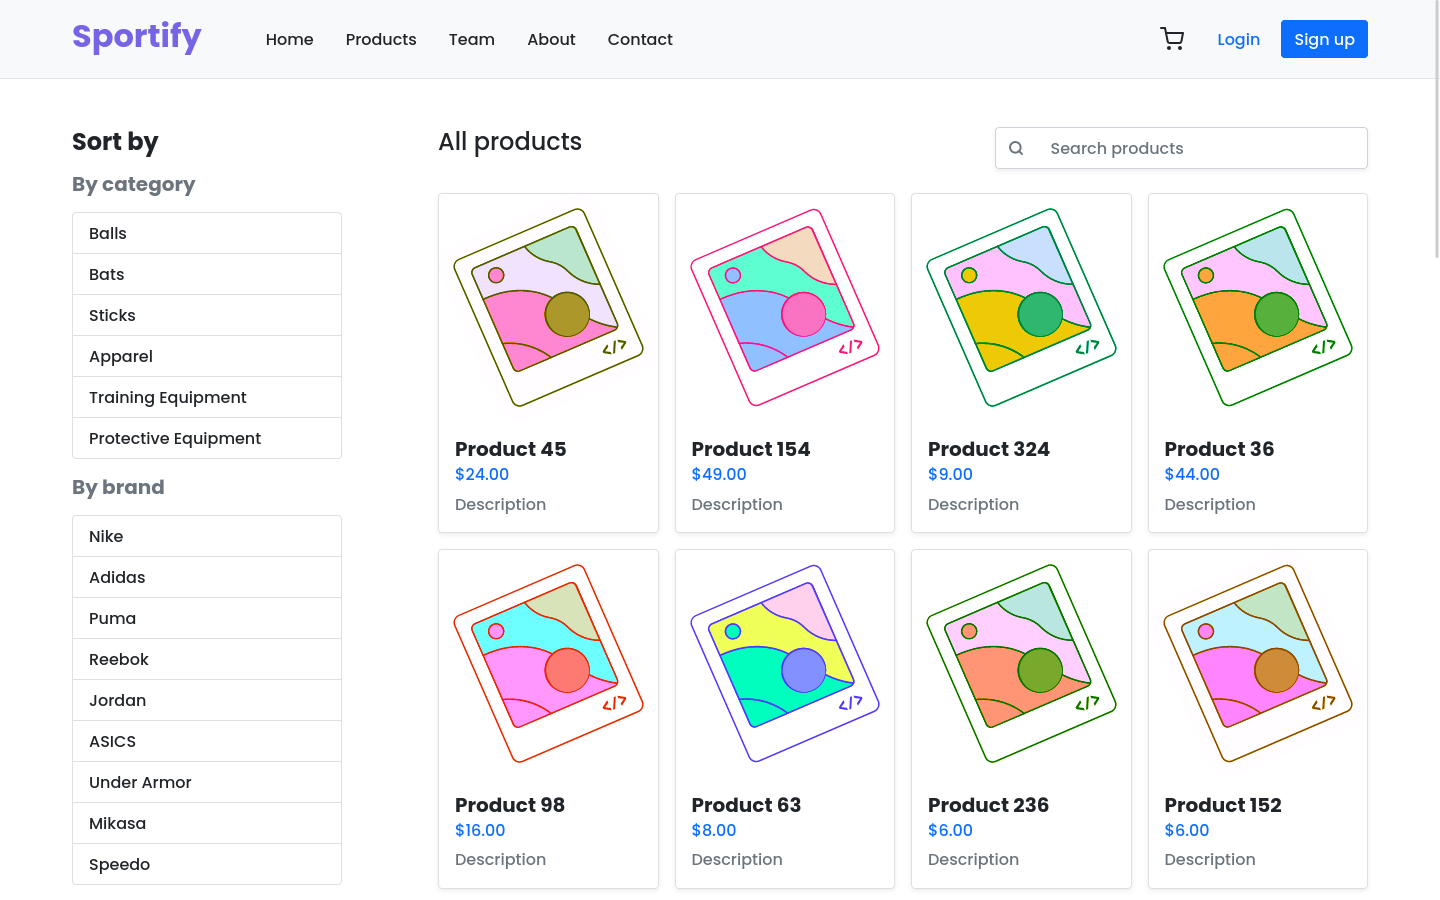 Sportify
Home
Products
Team
About
Contact
Login
Sign up
Sort by
By category
Balls
Bats
Sticks
Apparel
Training Equipment
Protective Equipment
By brand
Nike
Adidas
Puma
Reebok
Jordan
ASICS
Under Armor
Mikasa
Speedo
All products
Search products
</>
Product 45
$24.00
Description
</>
Product 154
$49.00
Description
</>
Product 324
$9.00
Description
</>
Product 36
$44.00
Description
</>
Product 98
$16.00
Description
</>
Product 63
$8.00
Description
</>
Product 236
$6.00
Description
</>
Product 152
$6.00
Description